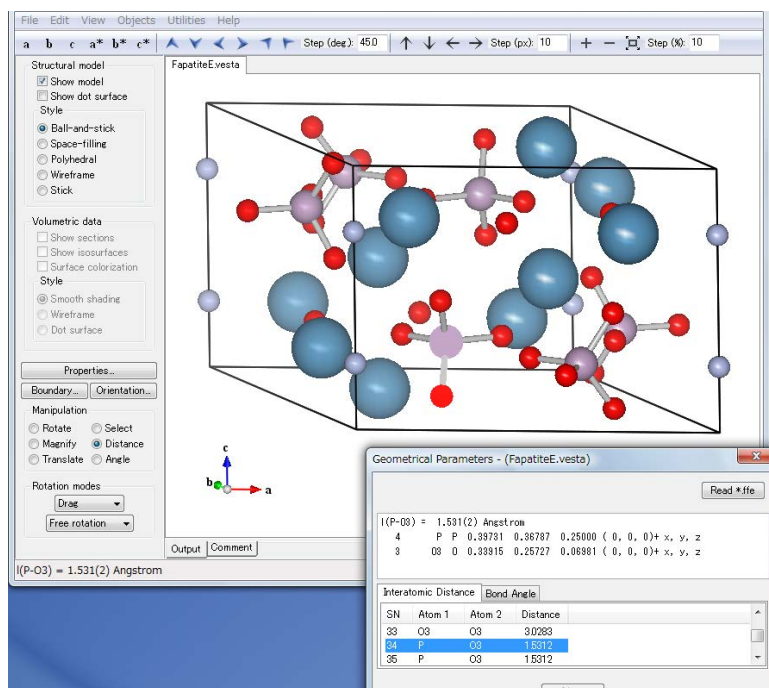 File Edit View Objects Utilities Help
a b c a* b* c* Step (deg.): 45.0 Step (px): 10 Step (%): 10
Structural model
Show model
Show dot surface
Style
Ball-and-stick
Space-filling
Polyhedral
Wireframe
Stick
Volumetric data
Show sections
Show isosurfaces
Surface colorization
Style
Smooth shading
Wireframe
Dot surface
Properties...
Boundary... Orientation...
Manipulation
Rotate Select
Magnify Distance
Translate Angle
Rotation modes
Drag
Free rotation
FapatiteE.vesta
c
b a
Output Comment
l(P-O3) = 1.531(2) Angstrom
Geometrical Parameters - (FapatiteE.vesta)
Read *.ffe
l(P-O3) = 1.531(2) Angstrom
4 P P 0.39731 0.36787 0.25000 ( 0, 0, 0)+ x, y, z
3 O3 O 0.33915 0.25727 0.06981 ( 0, 0, 0)+ x, y, z
Interatomic Distance Bond Angle
SN Atom 1 Atom 2 Distance
33 O3 O3 3.0283
34 P O3 1.5312
35 P O3 1.5312